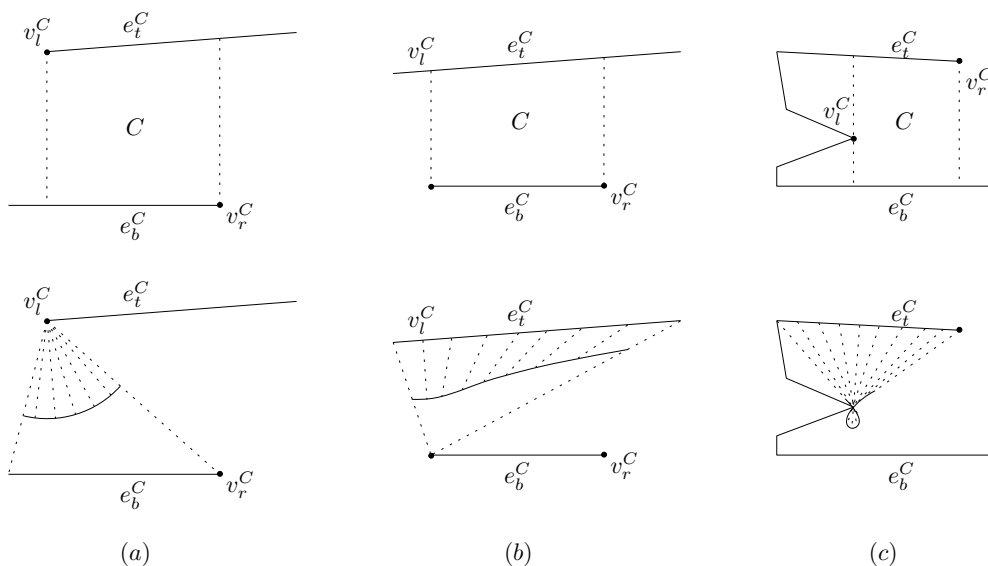 v_l^C e_t^C
C
e_b^C v_r^C
v_l^C e_t^C
C
e_b^C v_r^C
e_t^C
v_r^C
v_l^C C
e_b^C
v_l^C e_t^C
e_b^C v_r^C
v_l^C e_t^C
e_b^C v_r^C
e_t^C
e_b^C
(a) (b) (c)